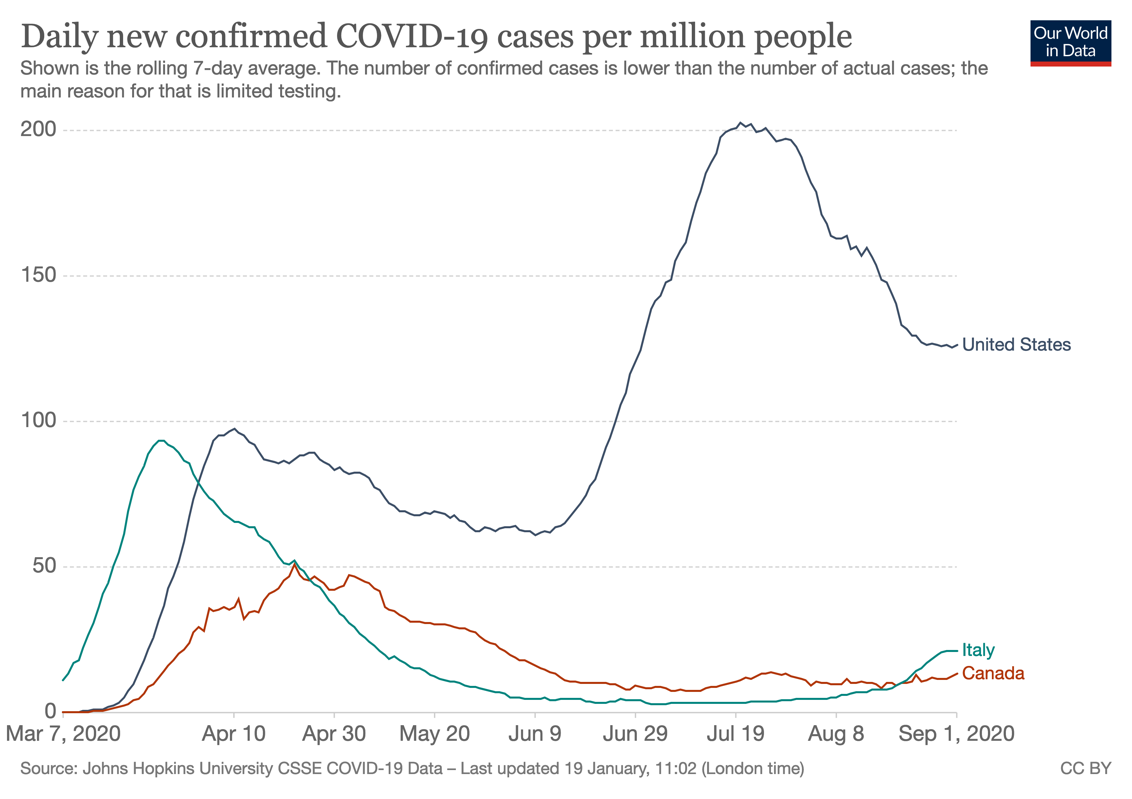 Daily new confirmed COVID-19 cases per million people
Our World
in Data
Shown is the rolling 7-day average. The number of confirmed cases is lower than the number of actual cases; the
main reason for that is limited testing.
200
150
100
50
0
United States
Italy
Canada
Mar 7, 2020
Apr 10
Apr 30
May 20
Jun 9
Jun 29
Jul 19
Aug 8
Sep 1, 2020
Source: Johns Hopkins University CSSE COVID-19 Data – Last updated 19 January, 11:02 (London time)
CC BY